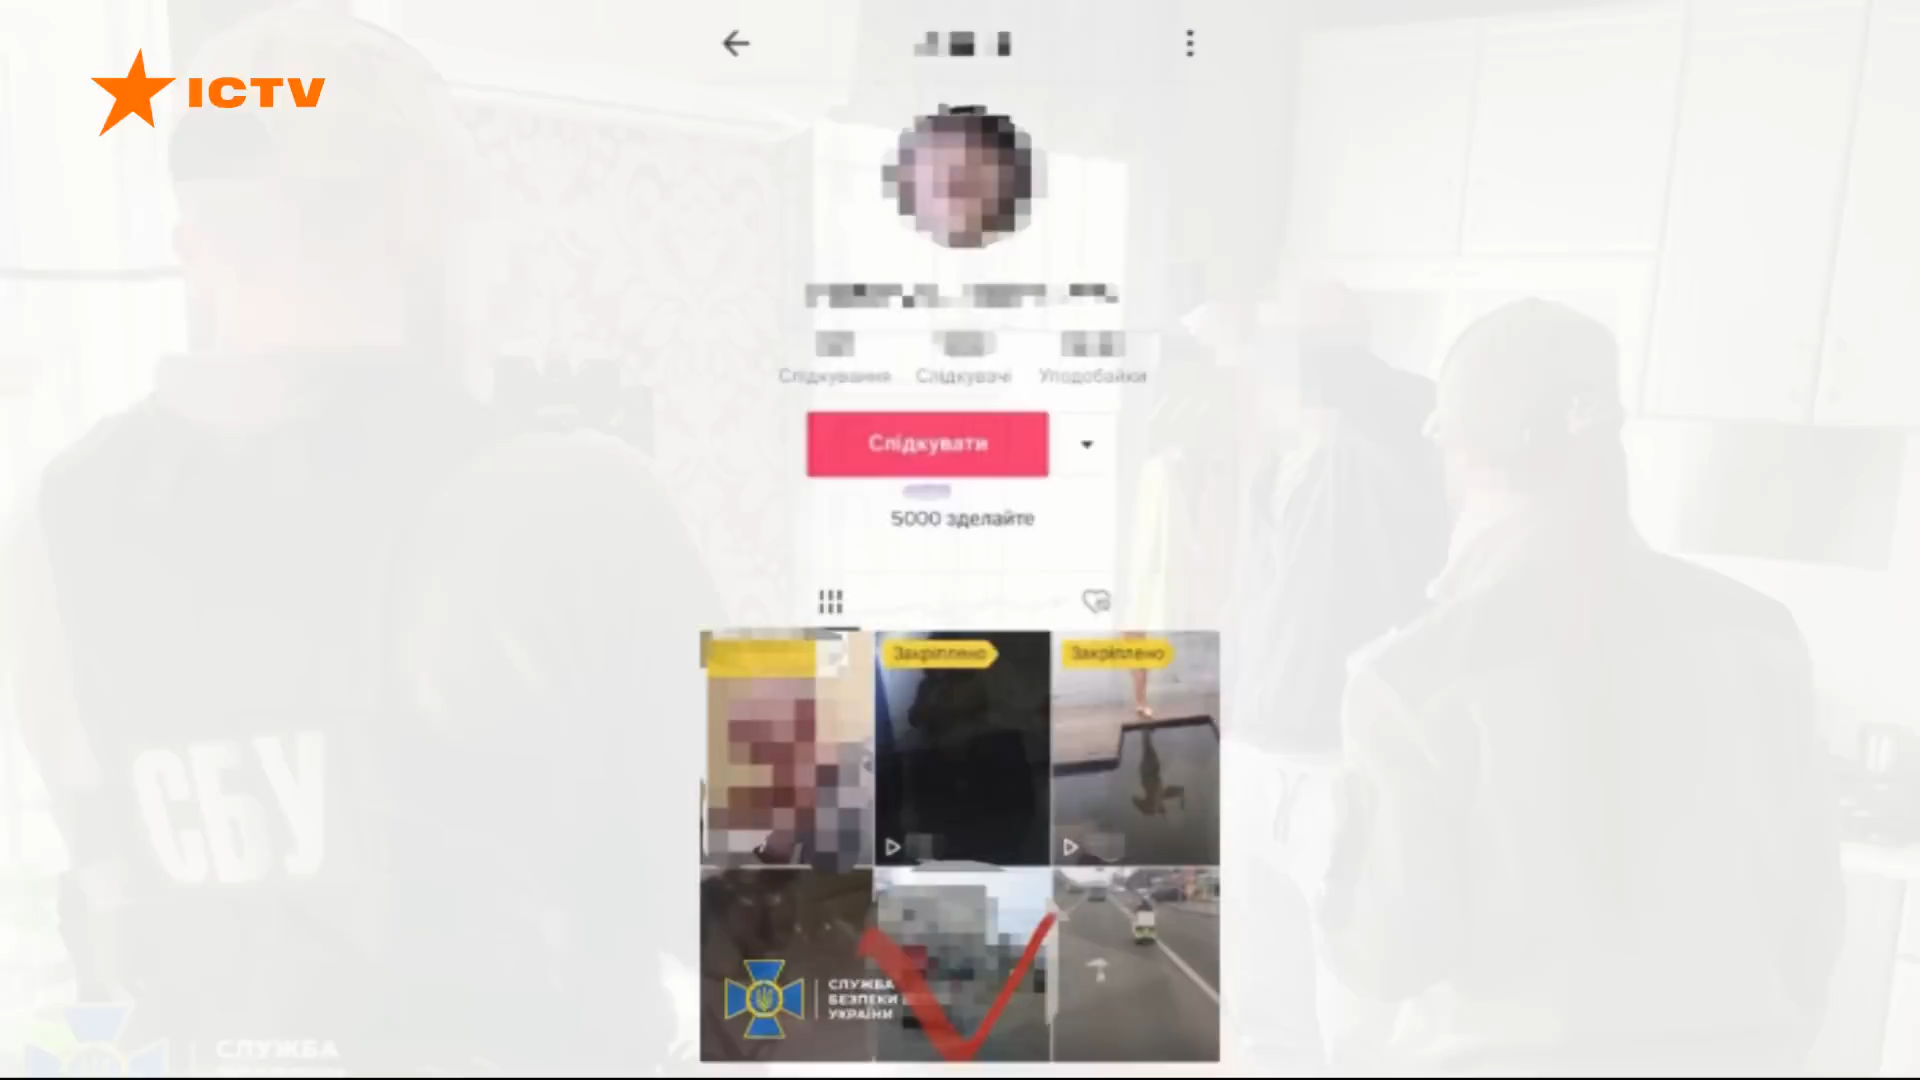 ICTV
Слідкування Слідкувачі Уподобайки
Слідкувати
5000 зделайте
Закріплено
Закріплено
СБУ
СЛУЖБА
БЕЗПЕКИ
УКРАЇНИ
СЛУЖБА